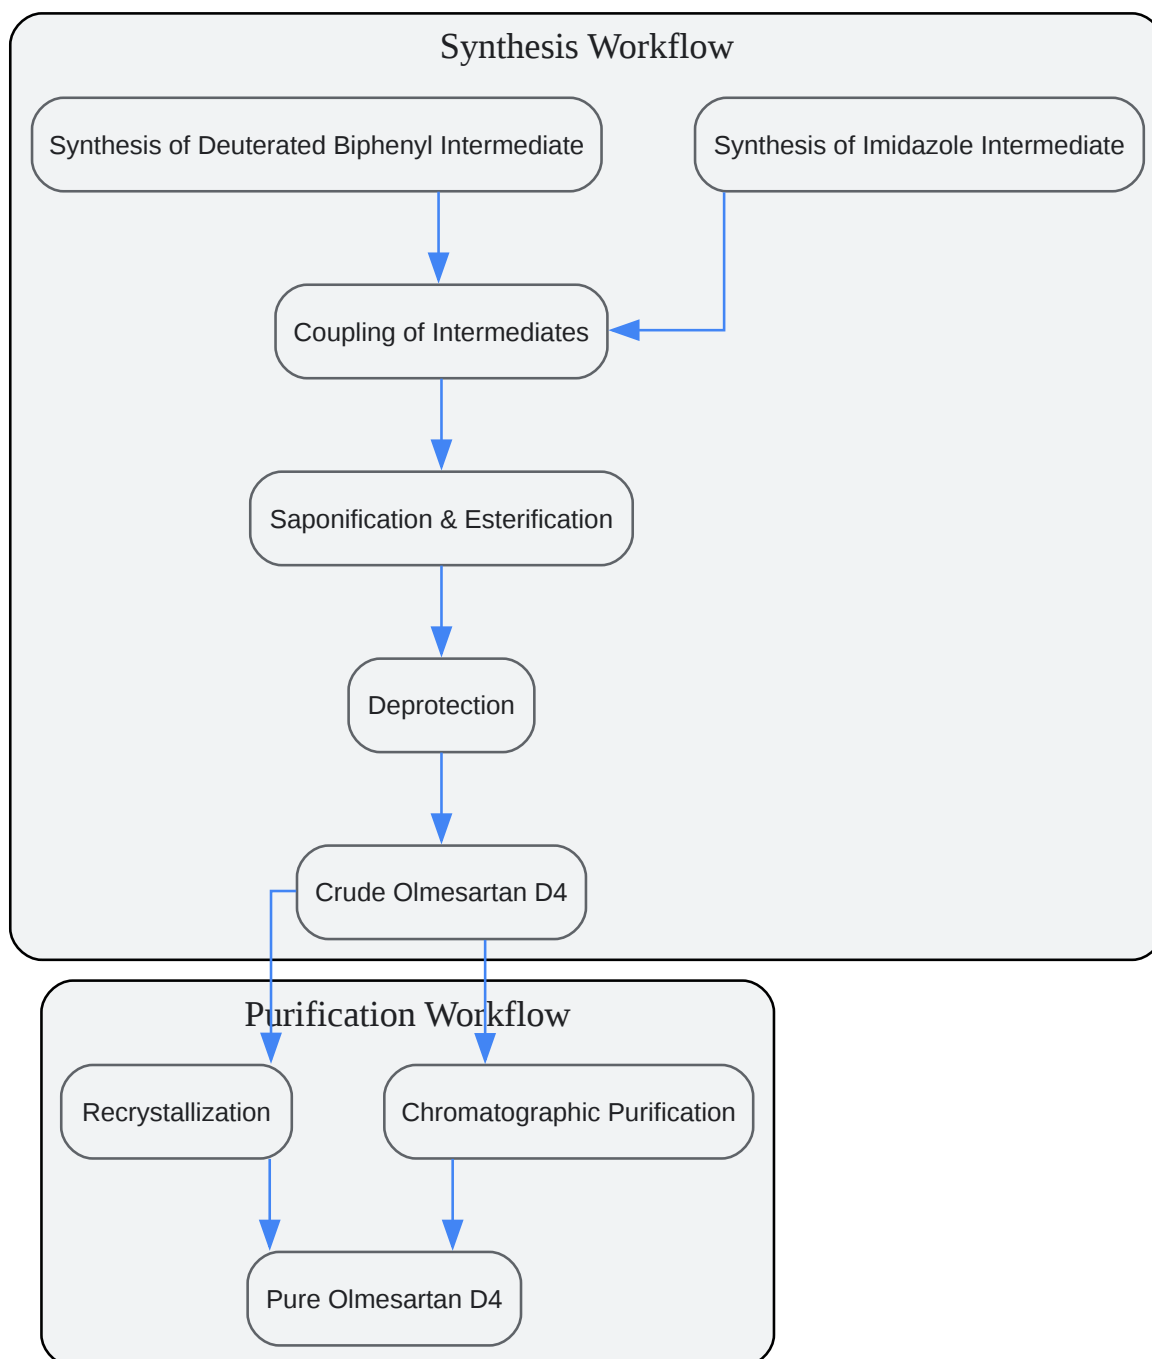 Synthesis Workflow
Synthesis of Deuterated Biphenyl Intermediate
Synthesis of Imidazole Intermediate
Coupling of Intermediates
Saponification & Esterification
Deprotection
Crude Olmesartan D4
Purification Workflow
Recrystallization
Chromatographic Purification
Pure Olmesartan D4